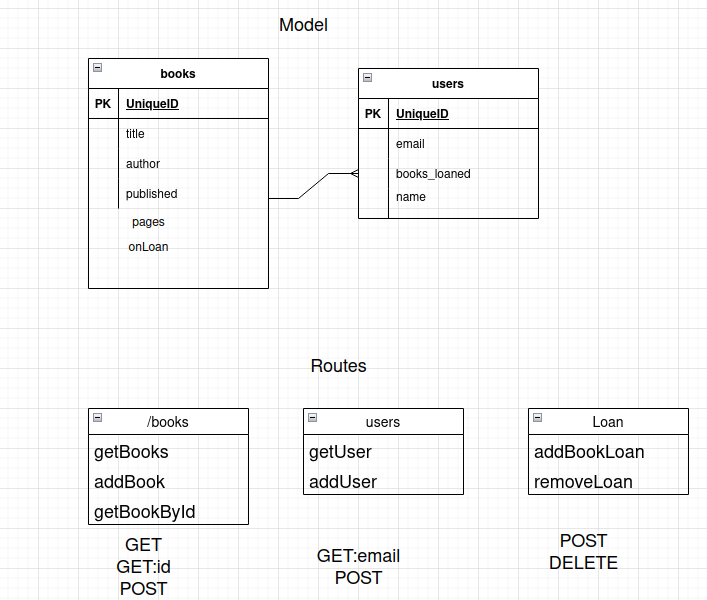 Model
books
PK UniqueID
title
author
published
pages
onLoan
users
PK UniqueID
email
books_loaned
name
Routes
/books
getBooks
addBook
getBookById
GET
GET:id
POST
users
getUser
addUser
GET:email
POST
Loan
addBookLoan
removeLoan
POST
DELETE